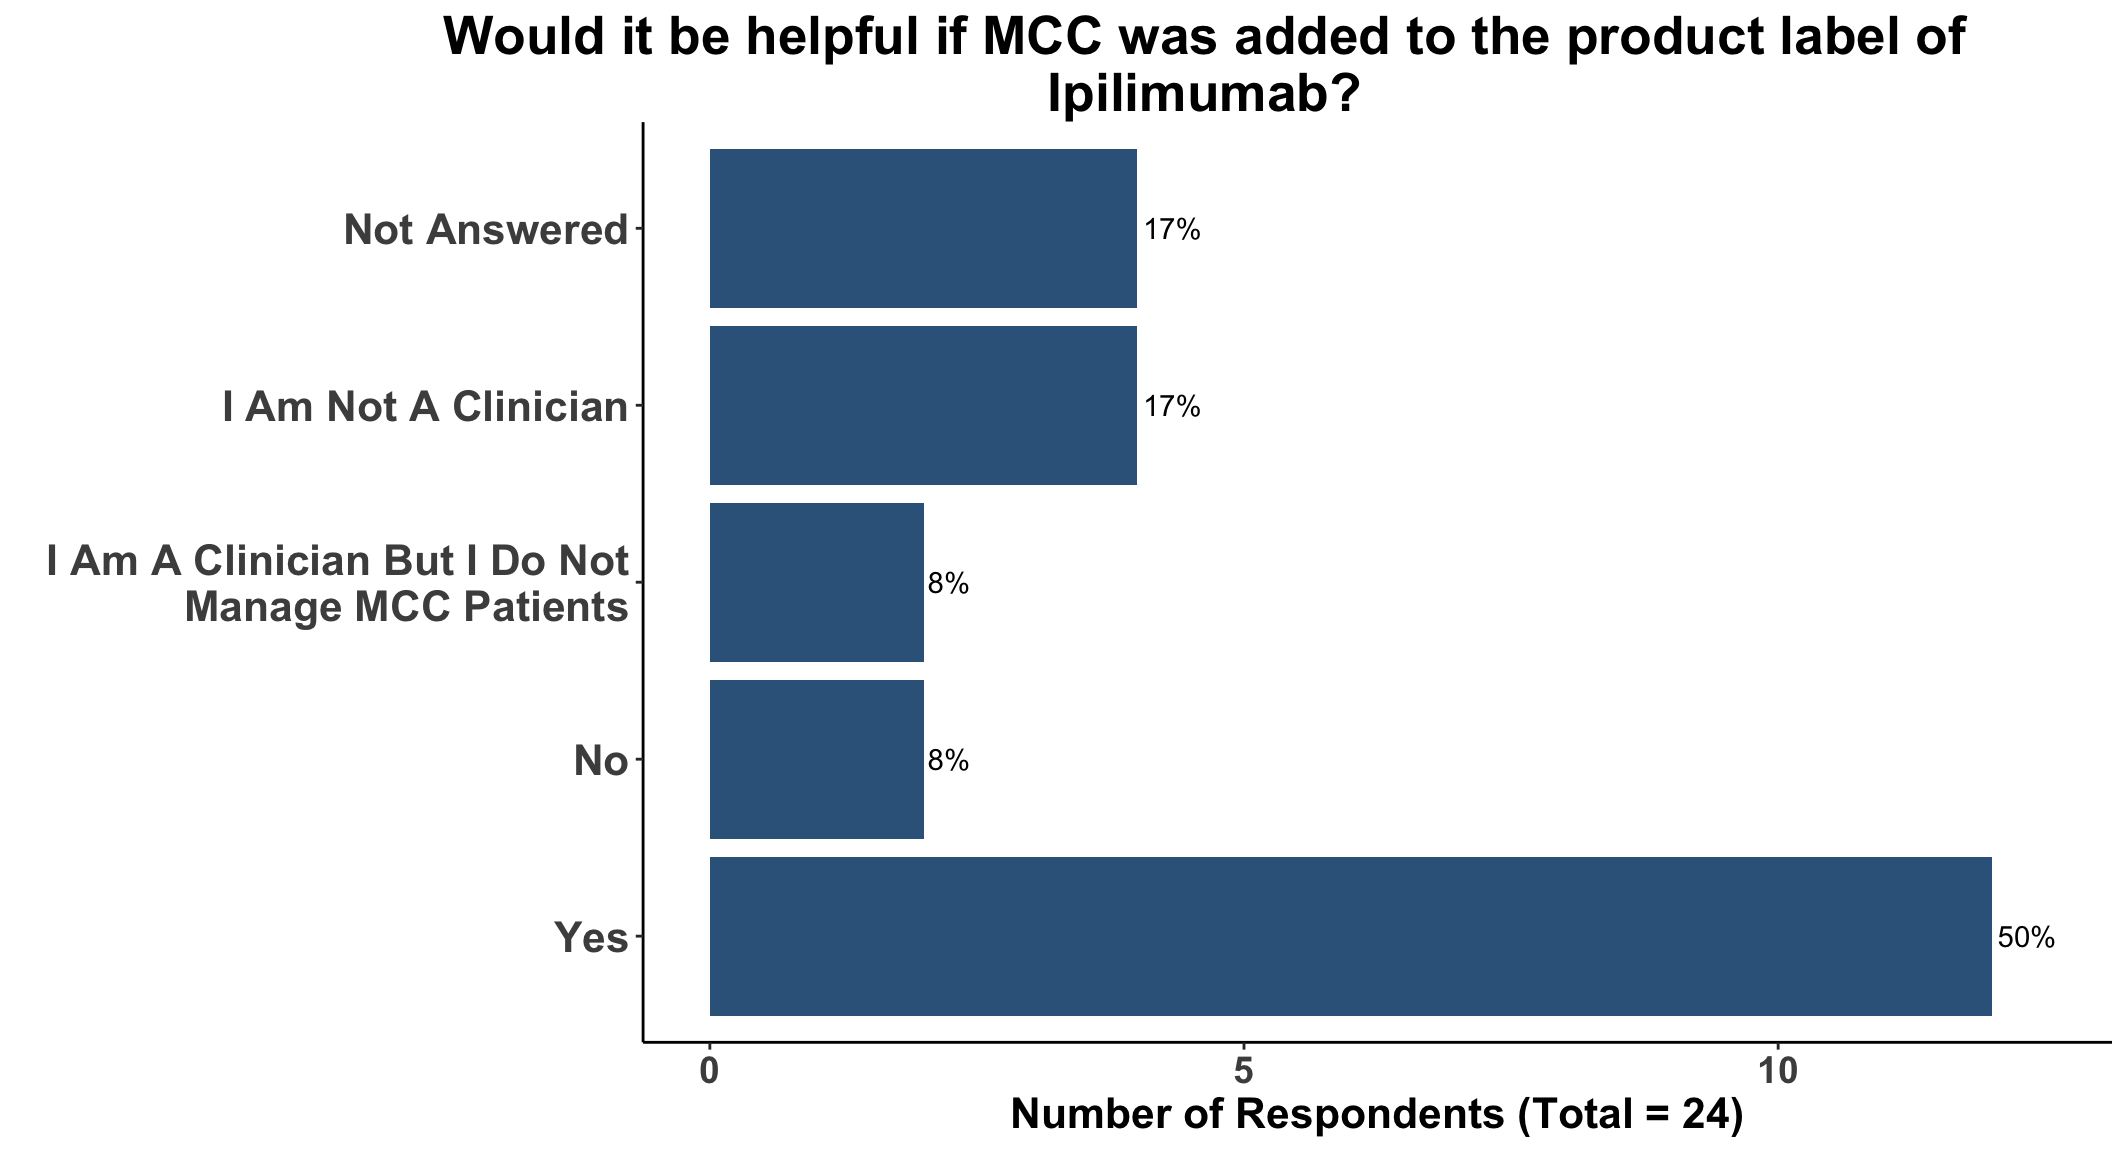 Would it be helpful if MCC was added to the product label of
Ipilimumab?
Not Answered
17%
I Am Not A Clinician
17%
I Am A Clinician But I Do Not
Manage MCC Patients
8%
No
8%
Yes
50%
0 5 10
Number of Respondents (Total = 24)